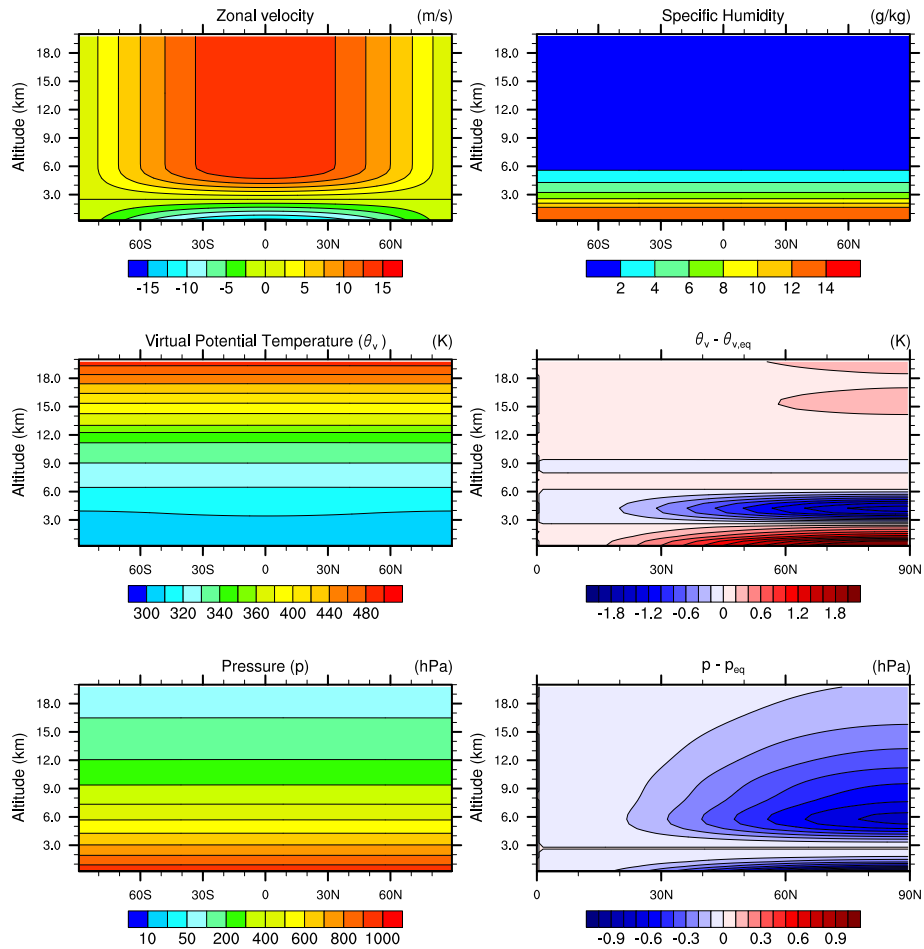 Zonal velocity (m/s)
Altitude (km)
18.0
15.0
12.0
9.0
6.0
3.0
60S 30S 0 30N 60N
-15 -10 -5 0 5 10 15
Specific Humidity (g/kg)
Altitude (km)
18.0
15.0
12.0
9.0
6.0
3.0
60S 30S 0 30N 60N
2 4 6 8 10 12 14
Virtual Potential Temperature (θv ) (K)
Altitude (km)
18.0
15.0
12.0
9.0
6.0
3.0
60S 30S 0 30N 60N
300 320 340 360 400 440 480
θv - θv,eq (K)
Altitude (km)
18.0
15.0
12.0
9.0
6.0
3.0
0 30N 60N 90N
-1.8 -1.2 -0.6 0 0.6 1.2 1.8
Pressure (p) (hPa)
Altitude (km)
18.0
15.0
12.0
9.0
6.0
3.0
60S 30S 0 30N 60N
10 50 200 400 600 800 1000
p - peq (hPa)
Altitude (km)
18.0
15.0
12.0
9.0
6.0
3.0
0 30N 60N 90N
-0.9 -0.6 -0.3 0 0.3 0.6 0.9